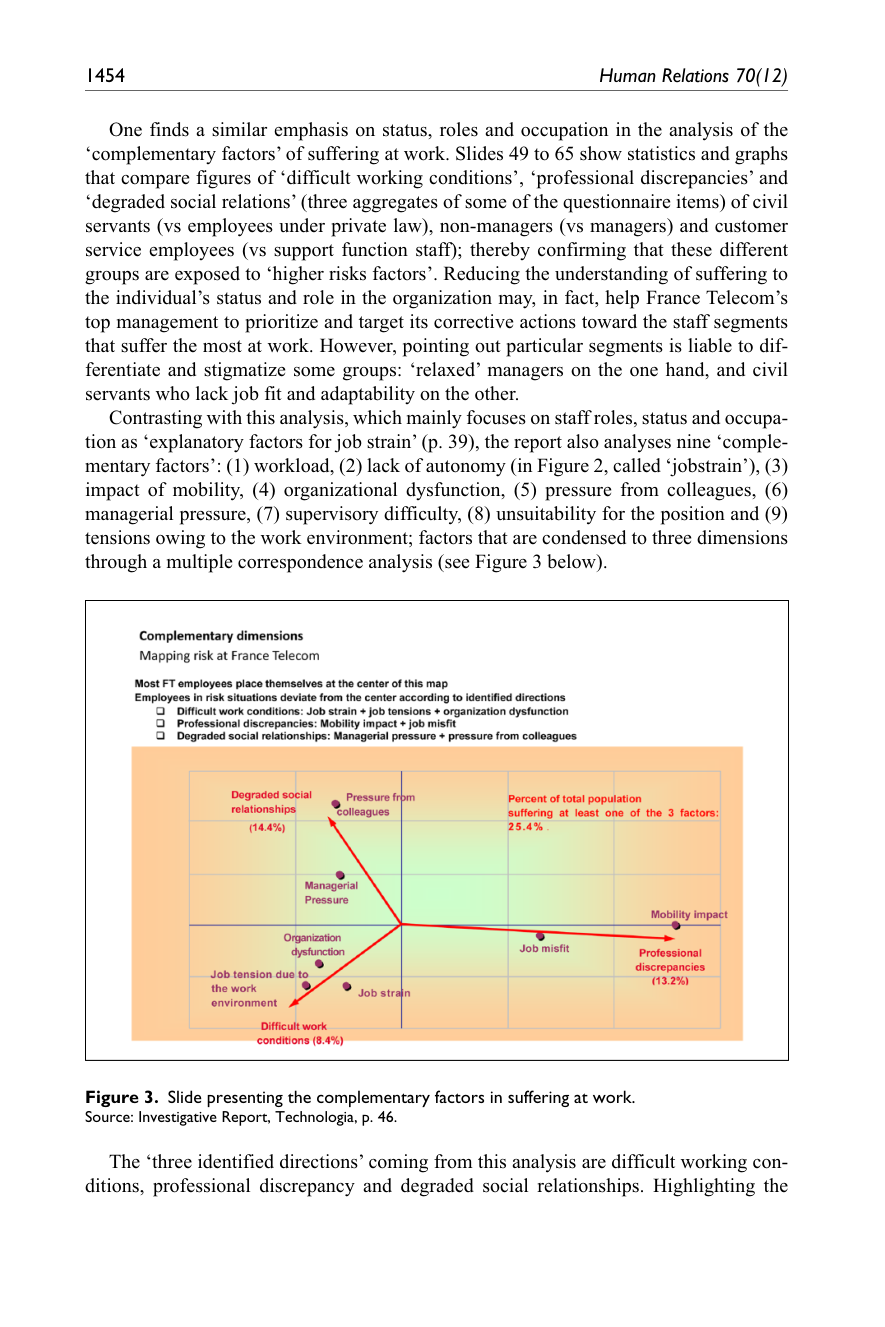 1454
Human Relations 70(12)
One finds a similar emphasis on status, roles and occupation in the analysis of the
‘complementary factors’ of suffering at work. Slides 49 to 65 show statistics and graphs
that compare figures of ‘difficult working conditions’, ‘professional discrepancies’ and
‘degraded social relations’ (three aggregates of some of the questionnaire items) of civil
servants (vs employees under private law), non-managers (vs managers) and customer
service employees (vs support function staff); thereby confirming that these different
groups are exposed to ‘higher risks factors’. Reducing the understanding of suffering to
the individual’s status and role in the organization may, in fact, help France Telecom’s
top management to prioritize and target its corrective actions toward the staff segments
that suffer the most at work. However, pointing out particular segments is liable to dif-
ferentiate and stigmatize some groups: ‘relaxed’ managers on the one hand, and civil
servants who lack job fit and adaptability on the other.
Contrasting with this analysis, which mainly focuses on staff roles, status and occupa-
tion as ‘explanatory factors for job strain’ (p. 39), the report also analyses nine ‘comple-
mentary factors’: (1) workload, (2) lack of autonomy (in Figure 2, called ‘jobstrain’), (3)
impact of mobility, (4) organizational dysfunction, (5) pressure from colleagues, (6)
managerial pressure, (7) supervisory difficulty, (8) unsuitability for the position and (9)
tensions owing to the work environment; factors that are condensed to three dimensions
through a multiple correspondence analysis (see Figure 3 below).
Complementary dimensions
Mapping risk at France Telecom
Most FT employees place themselves at the center of this map
Employees in risk situations deviate from the center according to identified directions
❑ Difficult work conditions: Job strain + job tensions + organization dysfunction
❑ Professional discrepancies: Mobility impact + job misfit
❑ Degraded social relationships: Managerial pressure + pressure from colleagues
Degraded social
relationships
(14.4%)
Pressure from
colleagues
Percent of total population
suffering at least one of the 3 factors:
25.4% .
Managerial
Pressure
Mobility impact
Organization
dysfunction
Job misfit
Professional
discrepancies
(13.2%)
Job tension due to
the work
environment
Job strain
Difficult work
conditions (8.4%)
Figure 3. Slide presenting the complementary factors in suffering at work.
Source: Investigative Report, Technologia, p. 46.
The ‘three identified directions’ coming from this analysis are difficult working con-
ditions, professional discrepancy and degraded social relationships. Highlighting the